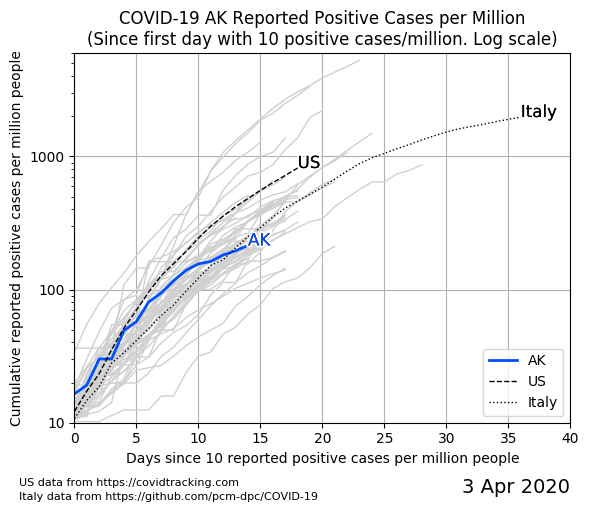 COVID-19 AK Reported Positive Cases per Million
(Since first day with 10 positive cases/million. Log scale)
Cumulative reported positive cases per million people
1000
100
10
Italy
US
AK
AK
US
Italy
0 5 10 15 20 25 30 35 40
Days since 10 reported positive cases per million people
US data from https://covidtracking.com
Italy data from https://github.com/pcm-dpc/COVID-19
3 Apr 2020